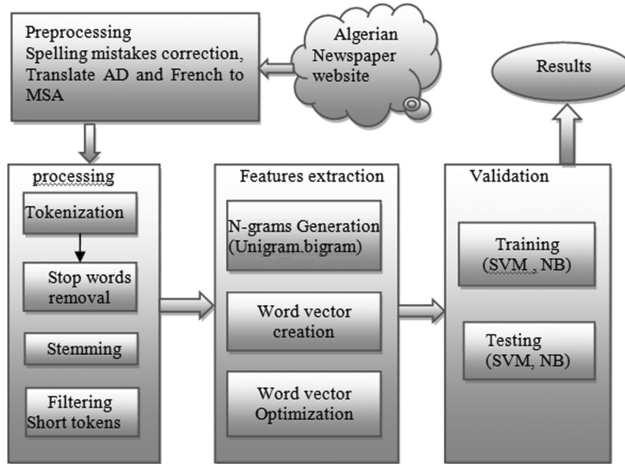 Preprocessing
Spelling mistakes correction,
Translate AD and French to
MSA
Algerian
Newspaper
website
Results
processing
Tokenization
Stop words
removal
Stemming
Filtering
Short tokens
Features extraction
N-grams Generation
(Unigram.bigram)
Word vector
creation
Word vector
Optimization
Validation
Training
(SVM , NB)
Testing
(SVM, NB)